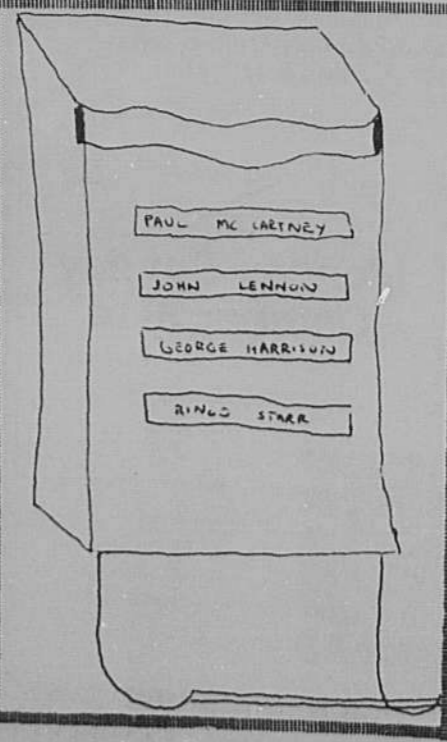 PAUL MC CARTNEY
JOHN LENNON
GEORGE HARRISON
RINGO STARR